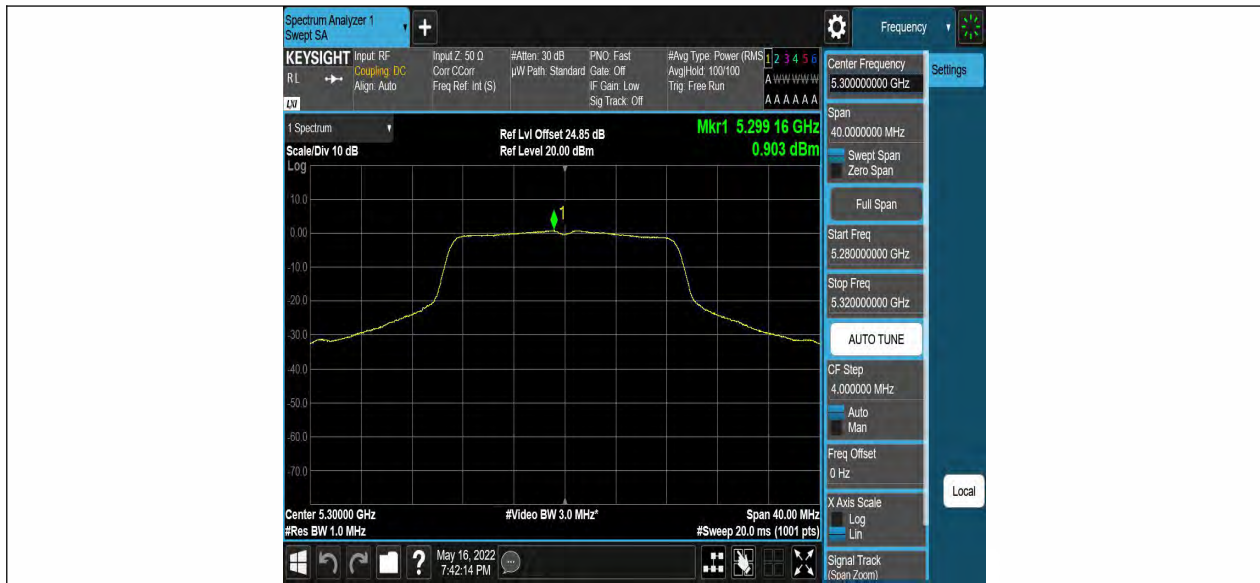 Spectrum Analyzer 1
Swept SA
+
Frequency
KEYSIGHT
RL
LXI
Input: RF
Coupling: DC
Align: Auto
Input Z: 50 Ω
Corr CCorr
Freq Ref: Int (S)
#Atten: 30 dB
µW Path: Standard
PNO: Fast
Gate: Off
IF Gain: Low
Sig Track: Off
#Avg Type: Power (RMS
Avg|Hold: 100/100
Trig: Free Run
1 2 3 4 5 6
A W W W W W
A A A A A A
Center Frequency
5.300000000 GHz
Settings
1 Spectrum
Scale/Div 10 dB
Ref Lvl Offset 24.85 dB
Ref Level 20.00 dBm
Mkr1 5.299 16 GHz
0.903 dBm
Span
40.0000000 MHz
Swept Span
Zero Span
Full Span
Start Freq
5.280000000 GHz
Stop Freq
5.320000000 GHz
AUTO TUNE
CF Step
4.000000 MHz
Auto
Man
Freq Offset
0 Hz
X Axis Scale
Log
Lin
Signal Track
(Span Zoom)
Local
Log
10.0
0.00
-10.0
-20.0
-30.0
-40.0
-50.0
-60.0
-70.0
1
Center 5.30000 GHz
#Res BW 1.0 MHz
#Video BW 3.0 MHz*
Span 40.00 MHz
#Sweep 20.0 ms (1001 pts)
?
May 16, 2022
7:42:14 PM